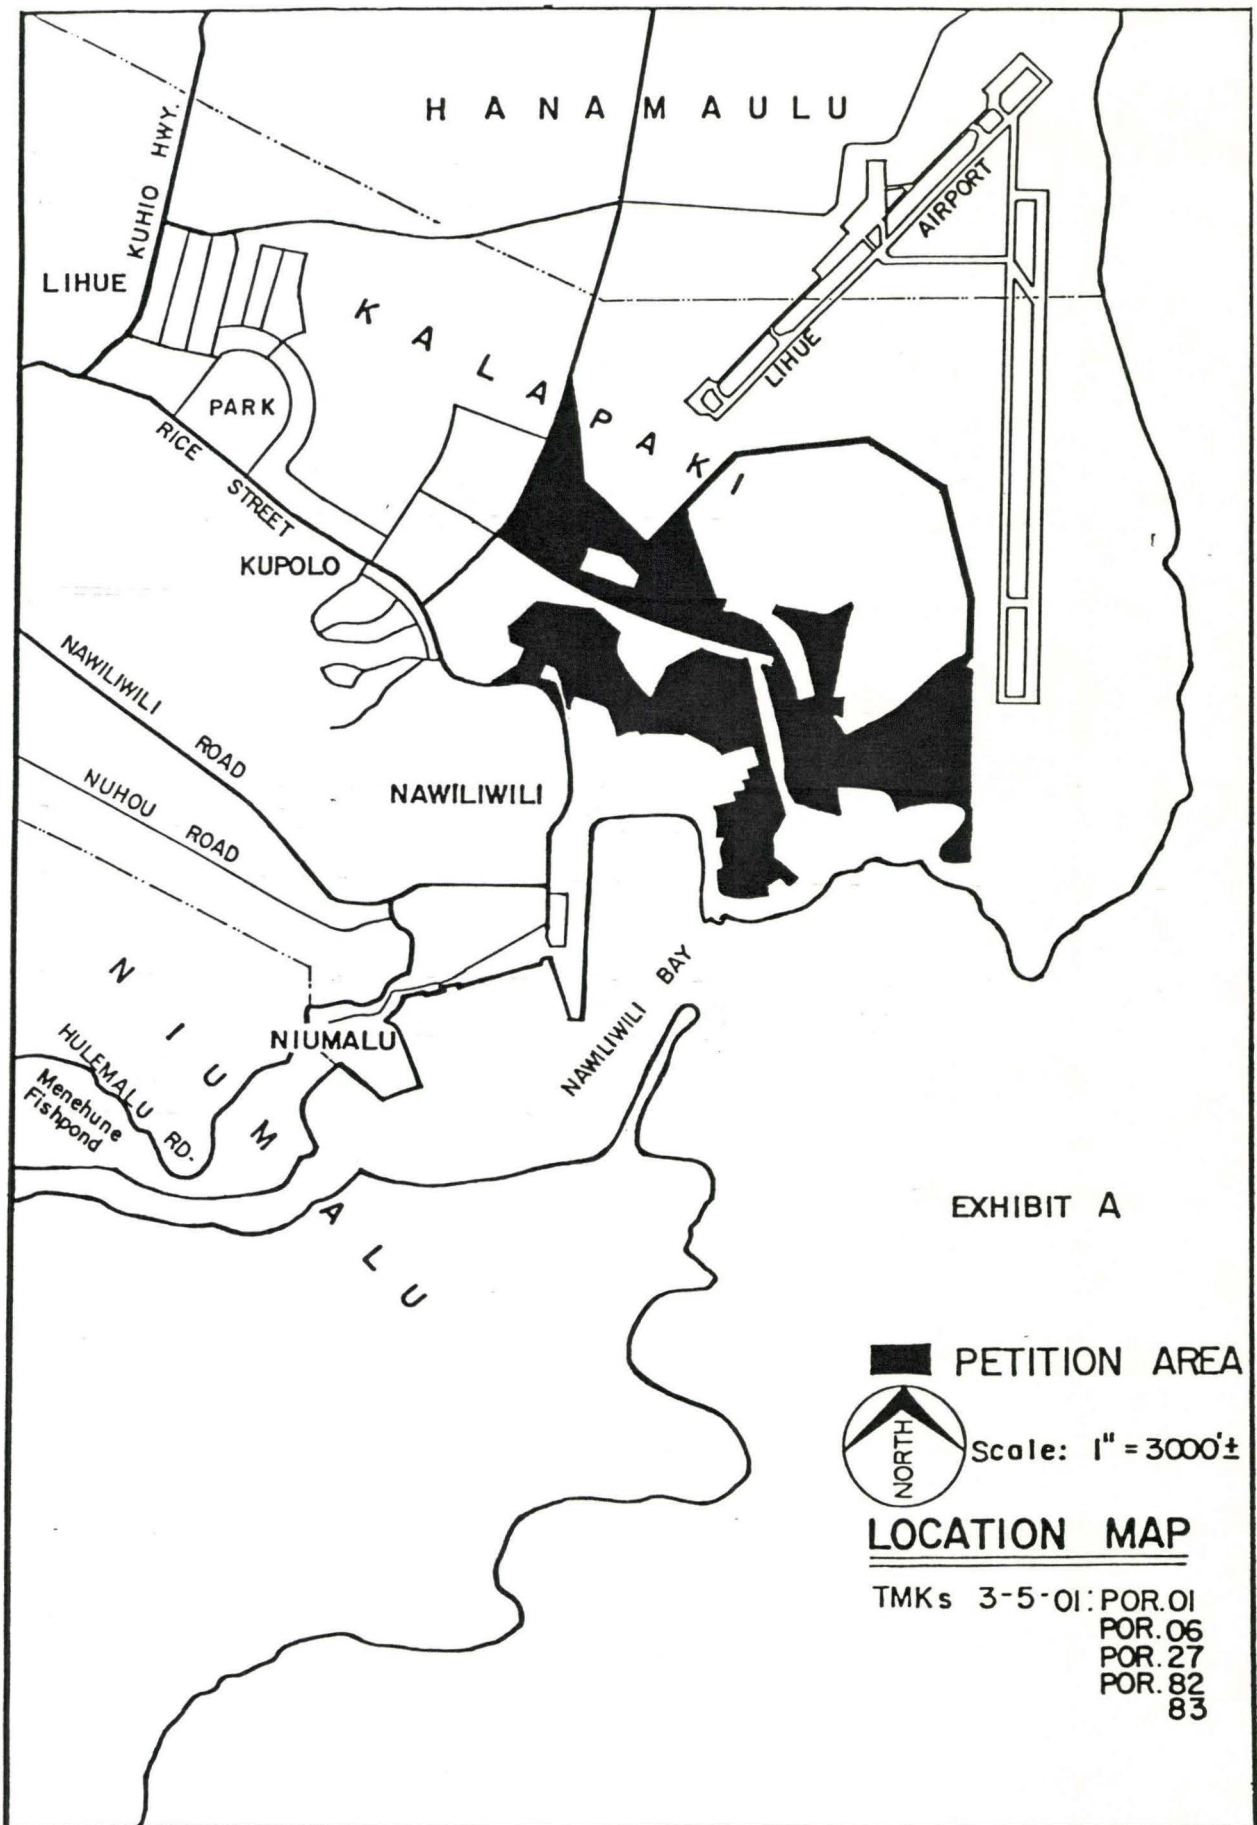 HANAMAULU
KUHIO HWY.
LIHUE
AIRPORT
LIHUE
KALAPAKI
PARK
RICE
STREET
KUPOLO
NAWILIWILI
ROAD
NUHOU
ROAD
NAWILIWILI
NAWILIWILI BAY
NIUMALU
NIUMALU
HULEMALU
RD.
Menehune
Fishpond
EXHIBIT A
PETITION AREA
NORTH
Scale: 1" = 3000'±
LOCATION MAP
TMKs 3-5-01: POR.01
POR.06
POR.27
POR.82
83